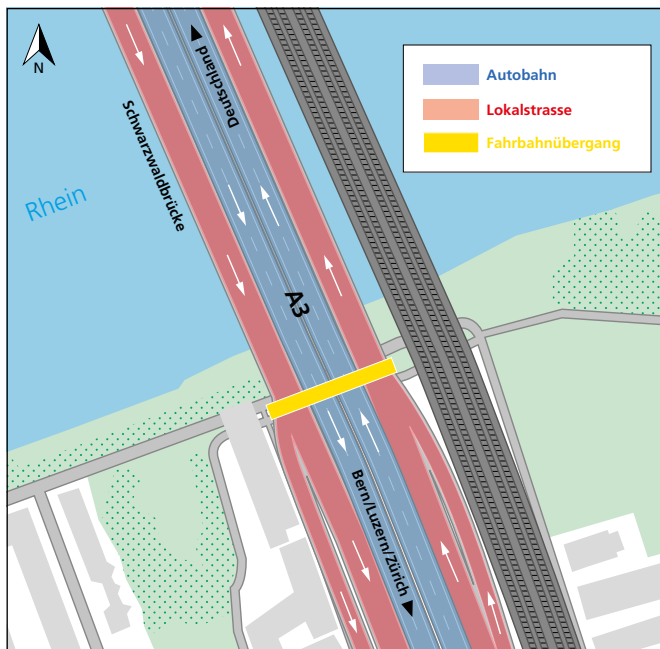 N
Deutschland
Schwarzwaldbrücke
Rhein
A3
Bern/Luzern/Zürich
Autobahn
Lokalstrasse
Fahrbahnübergang